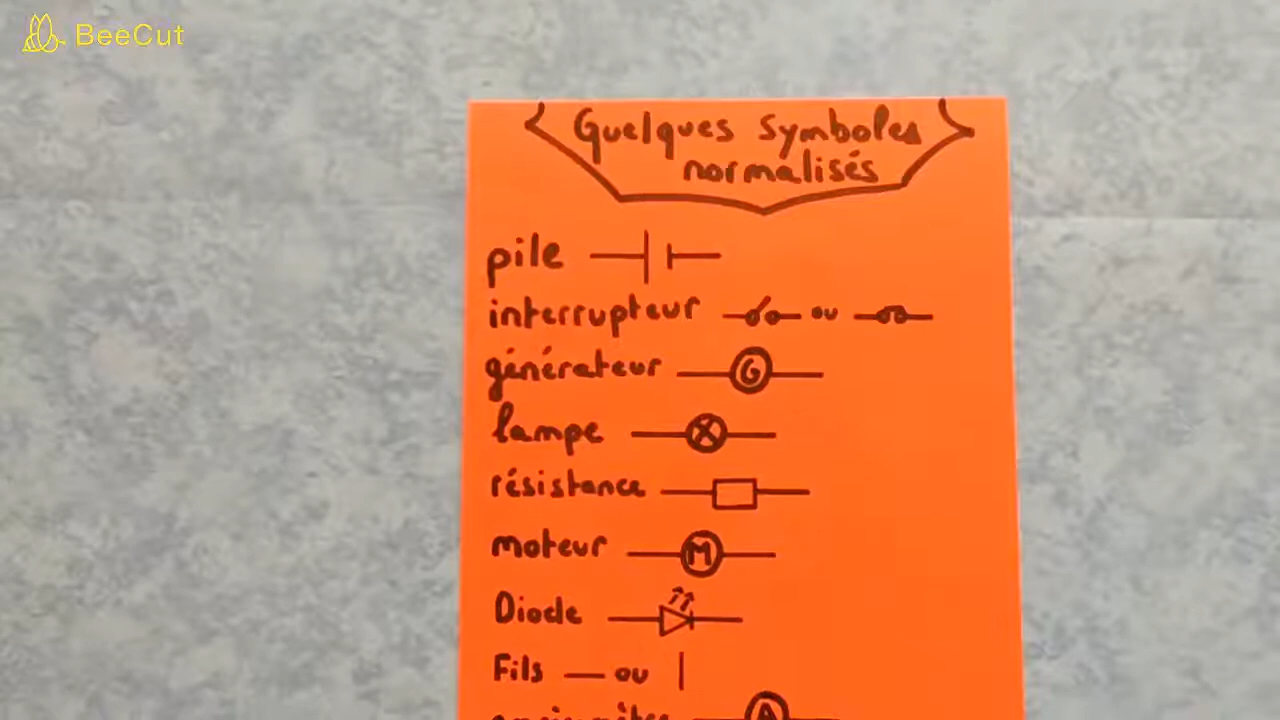 BeeCut
Quelques symboles
normalisés
pile
interrupteur ou
générateur G
lampe
résistance
moteur M
Diode
Fils ou
A